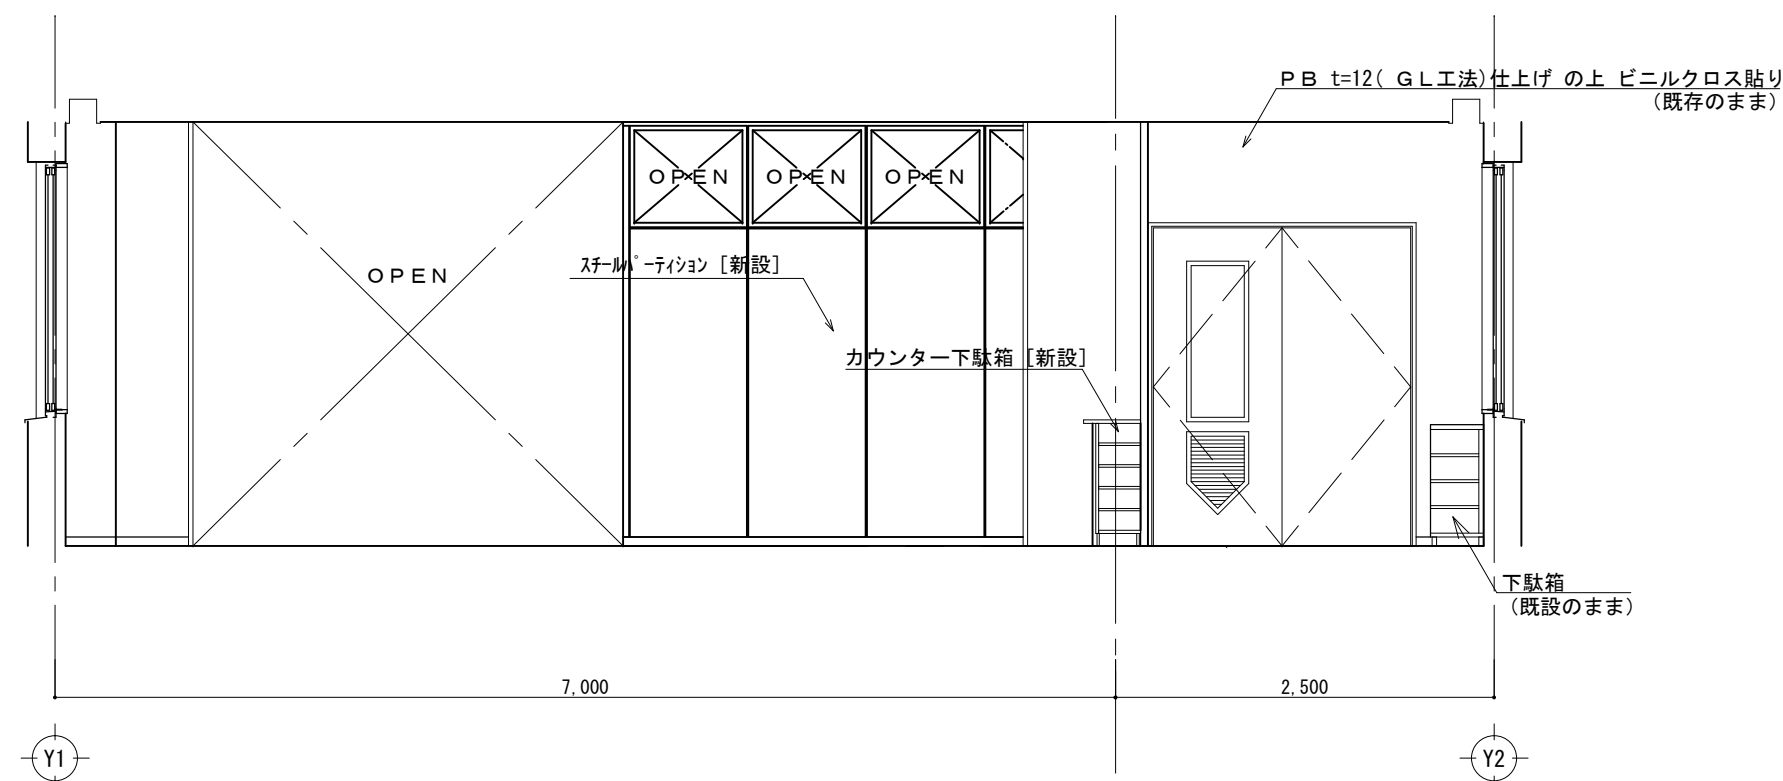 ＰＢ t=12( ＧＬ工法)仕上げ の上 ビニルクロス貼り
(既存のまま)
ＯＰＥＮ
ＯＰＥＮ
ＯＰＥＮ
ＯＰＥＮ
ｽﾁｰﾙﾊﾟｰﾃｨｼｮﾝ [新設]
カウンター下駄箱 [新設]
下駄箱
(既設のまま)
7,000
2,500
Y1
Y2